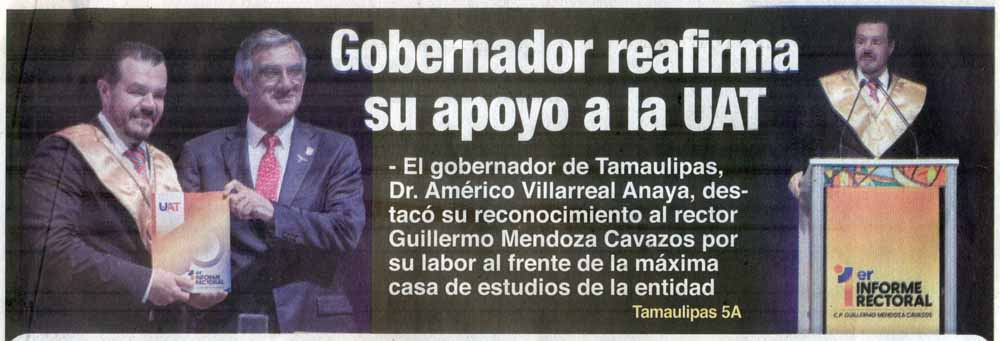 Gobernador reafirma
su apoyo a la UAT
- El gobernador de Tamaulipas,
Dr. Américo Villarreal Anaya, des-
tacó su reconocimiento al rector
Guillermo Mendoza Cavazos por
su labor al frente de la máxima
casa de estudios de la entidad
Tamaulipas 5A
UAT
1er
INFORME
RECTORAL
1er
INFORME
RECTORAL
C.P. GUILLERMO MENDOZA CAVAZOS